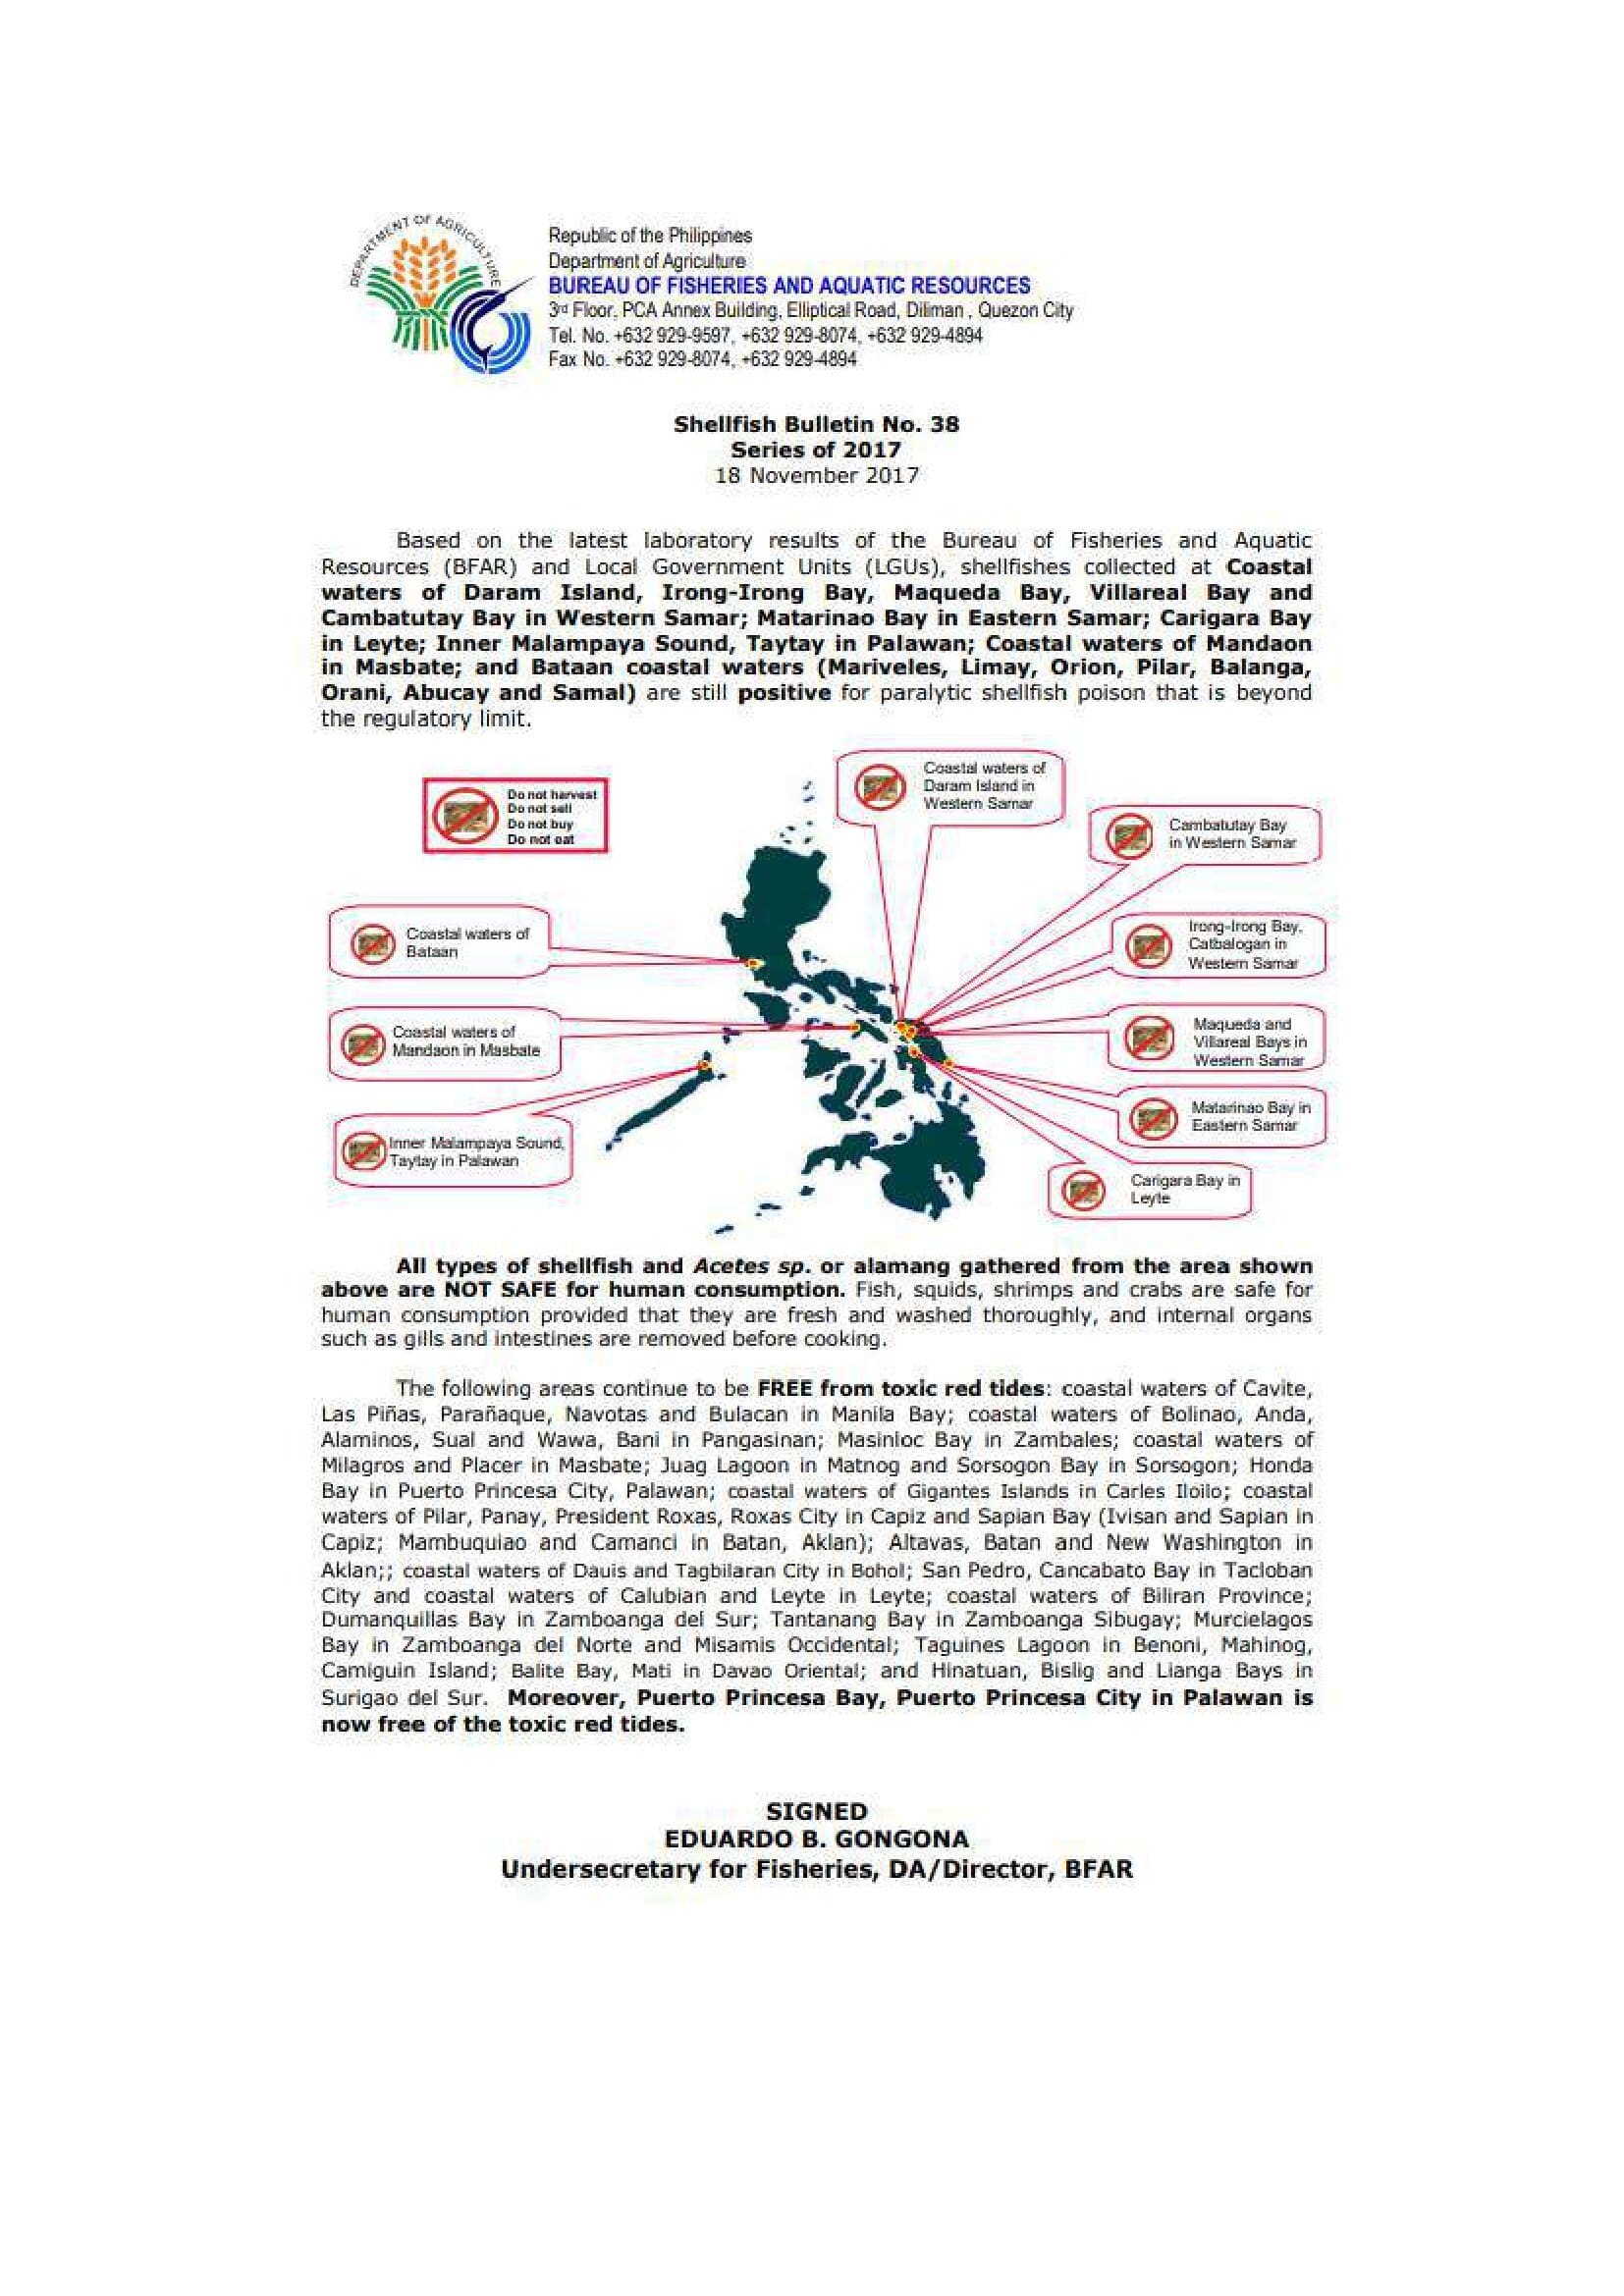 DEPARTMENT OF AGRICULTURE
Republic of the Philippines
Department of Agriculture
BUREAU OF FISHERIES AND AQUATIC RESOURCES
3rd Floor, PCA Annex Building, Elliptical Road, Diliman , Quezon City
Tel. No. +632 929-9597, +632 929-8074, +632 929-4894
Fax No. +632 929-8074, +632 929-4894
Shellfish Bulletin No. 38
Series of 2017
18 November 2017
Based on the latest laboratory results of the Bureau of Fisheries and Aquatic
Resources (BFAR) and Local Government Units (LGUs), shellfishes collected at Coastal
waters of Daram Island, Irong-Irong Bay, Maqueda Bay, Villareal Bay and
Cambatutay Bay in Western Samar; Matarinao Bay in Eastern Samar; Carigara Bay
in Leyte; Inner Malampaya Sound, Taytay in Palawan; Coastal waters of Mandaon
in Masbate; and Bataan coastal waters (Mariveles, Limay, Orion, Pilar, Balanga,
Orani, Abucay and Samal) are still positive for paralytic shellfish poison that is beyond
the regulatory limit.
Do not harvest
Do not sell
Do not buy
Do not eat
Coastal waters of
Daram Island in
Western Samar
Cambatutay Bay
in Western Samar
Coastal waters of
Bataan
Irong-Irong Bay,
Catbalogan in
Western Samar
Coastal waters of
Mandaon in Masbate
Maqueda and
Villareal Bays in
Western Samar
Inner Malampaya Sound,
Taytay in Palawan
Matarinao Bay in
Eastern Samar
Carigara Bay in
Leyte
All types of shellfish and Acetes sp. or alamang gathered from the area shown
above are NOT SAFE for human consumption. Fish, squids, shrimps and crabs are safe for
human consumption provided that they are fresh and washed thoroughly, and internal organs
such as gills and intestines are removed before cooking.
The following areas continue to be FREE from toxic red tides: coastal waters of Cavite,
Las Piñas, Parañaque, Navotas and Bulacan in Manila Bay; coastal waters of Bolinao, Anda,
Alaminos, Sual and Wawa, Bani in Pangasinan; Masinloc Bay in Zambales; coastal waters of
Milagros and Placer in Masbate; Juag Lagoon in Matnog and Sorsogon Bay in Sorsogon; Honda
Bay in Puerto Princesa City, Palawan; coastal waters of Gigantes Islands in Carles Iloilo; coastal
waters of Pilar, Panay, President Roxas, Roxas City in Capiz and Sapian Bay (Ivisan and Sapian in
Capiz; Mambuquiao and Camanci in Batan, Aklan); Altavas, Batan and New Washington in
Aklan;; coastal waters of Dauis and Tagbilaran City in Bohol; San Pedro, Cancabato Bay in Tacloban
City and coastal waters of Calubian and Leyte in Leyte; coastal waters of Biliran Province;
Dumanquillas Bay in Zamboanga del Sur; Tantanang Bay in Zamboanga Sibugay; Murcielagos
Bay in Zamboanga del Norte and Misamis Occidental; Taguines Lagoon in Benoni, Mahinog,
Camiguin Island; Balite Bay, Mati in Davao Oriental; and Hinatuan, Bislig and Lianga Bays in
Surigao del Sur. Moreover, Puerto Princesa Bay, Puerto Princesa City in Palawan is
now free of the toxic red tides.
SIGNED
EDUARDO B. GONGONA
Undersecretary for Fisheries, DA/Director, BFAR